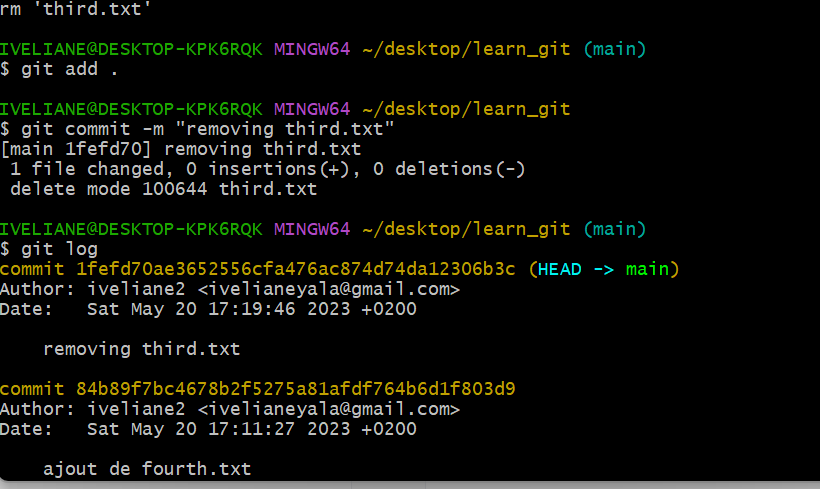 rm 'third.txt'
IVELIANE@DESKTOP-KPK6RQK MINGW64 ~/desktop/learn_git (main)
$ git add .
IVELIANE@DESKTOP-KPK6RQK MINGW64 ~/desktop/learn_git
$ git commit -m "removing third.txt"
[main 1fefd70] removing third.txt
 1 file changed, 0 insertions(+), 0 deletions(-)
 delete mode 100644 third.txt
IVELIANE@DESKTOP-KPK6RQK MINGW64 ~/desktop/learn_git (main)
$ git log
commit 1fefd70ae3652556cfa476ac874d74da12306b3c (HEAD -> main)
Author: iveliane2 <ivelianeyala@gmail.com>
Date:   Sat May 20 17:19:46 2023 +0200
    removing third.txt
commit 84b89f7bc4678b2f5275a81afdf764b6d1f803d9
Author: iveliane2 <ivelianeyala@gmail.com>
Date:   Sat May 20 17:11:27 2023 +0200
    ajout de fourth.txt